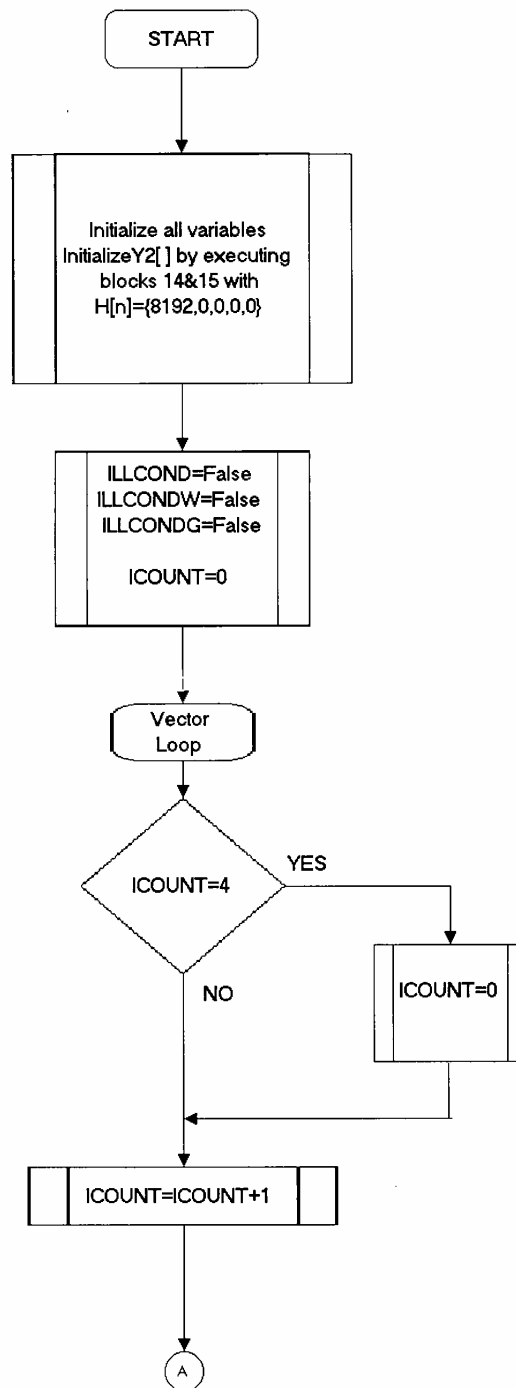 START
Initialize all variables
InitializeY2[ ] by executing
blocks 14&15 with
H[n]={8192,0,0,0,0}
ILLCOND=False
ILLCONDW=False
ILLCONDG=False
ICOUNT=0
Vector
Loop
ICOUNT=4
YES
ICOUNT=0
NO
ICOUNT=ICOUNT+1
A